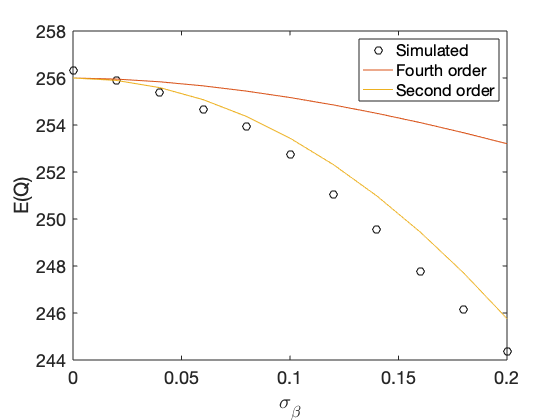 258
256
254
252
250
248
246
244
E(Q)
Simulated
Fourth order
Second order
0 0.05 0.1 0.15 0.2
σβ